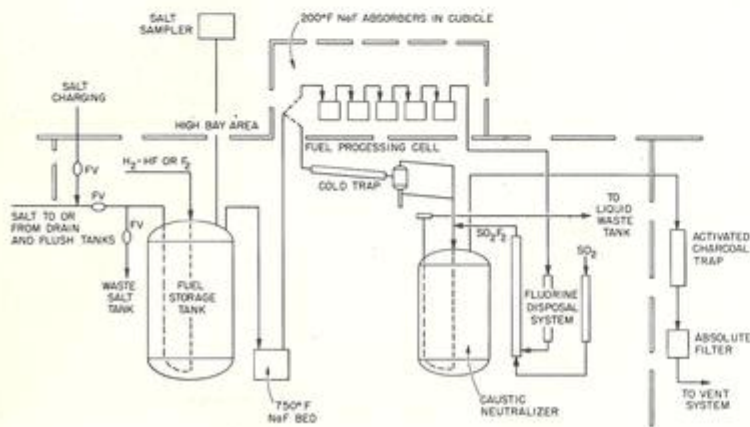 SALT
SAMPLER
200°F NaF ABSORBERS IN CUBICLE
SALT
CHARGING
HIGH BAY AREA
FUEL PROCESSING CELL
FV
H₂-HF OR F₂
COLD TRAP
FV
SALT TO OR
FROM DRAIN
AND FLUSH TANKS
FV
WASTE
SALT
TANK
FUEL
STORAGE
TANK
750°F
NaF BED
TO
LIQUID
WASTE
TANK
SO₂F₂
SO₂
FLUORINE
DISPOSAL
SYSTEM
CAUSTIC
NEUTRALIZER
ACTIVATED
CHARCOAL
TRAP
ABSOLUTE
FILTER
TO VENT
SYSTEM